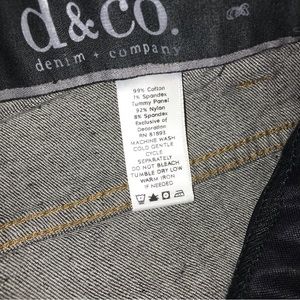 d&co.
denim + company
99% Cotton
1% Spandex
Tummy Panel
92% Nylon
8% Spandex
Exclusive of
Decoration
RN 81893
MACHINE WASH
COLD GENTLE
CYCLE
SEPARATELY
DO NOT BLEACH
TUMBLE DRY LOW
WARM IRON
IF NEEDED